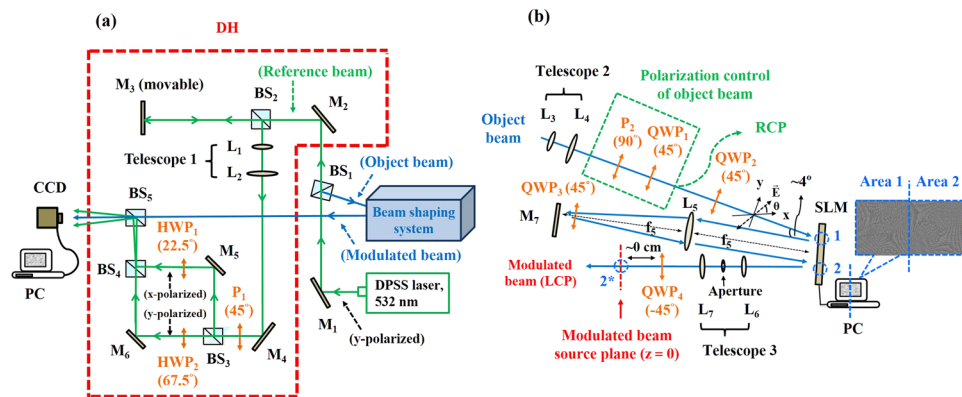 (a)
DH
M3 (movable)
BS2
(Reference beam)
M2
Telescope 1
L1
L2
BS1
(Object beam)
CCD
BS5
Beam shaping
system
HWP1
(22.5°)
M5
(Modulated beam)
BS4
PC
(x-polarized)
(y-polarized)
P1
(45°)
DPSS laser,
532 nm
M6
HWP2
(67.5°)
BS3
M4
M1
(y-polarized)
(b)
Telescope 2
Polarization control
of object beam
L3
L4
Object
beam
P2
(90°)
QWP1
(45°)
RCP
QWP2
(45°)
~4°
Area 1
Area 2
QWP3 (45°)
y
E
θ
x
SLM
L5
M7
f5
f5
1
2
Modulated
beam (LCP)
~0 cm
2*
QWP4
(-45°)
Aperture
L7
L6
PC
Modulated beam
source plane (z = 0)
Telescope 3